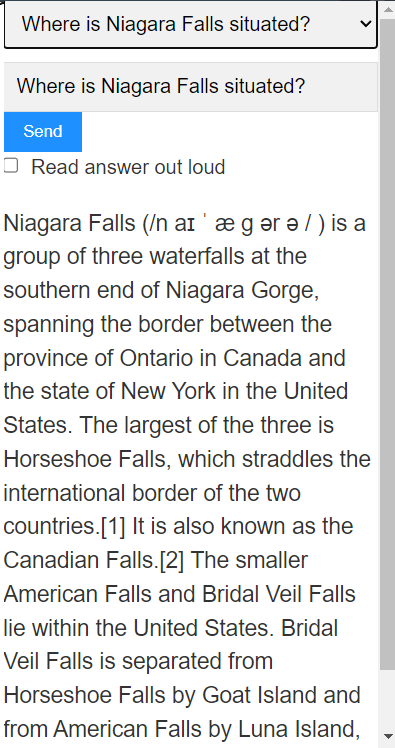 Where is Niagara Falls situated?
Where is Niagara Falls situated?
Send
Read answer out loud
Niagara Falls (/n aɪ ˈ æ g ər ə / ) is a
group of three waterfalls at the
southern end of Niagara Gorge,
spanning the border between the
province of Ontario in Canada and
the state of New York in the United
States. The largest of the three is
Horseshoe Falls, which straddles the
international border of the two
countries.[1] It is also known as the
Canadian Falls.[2] The smaller
American Falls and Bridal Veil Falls
lie within the United States. Bridal
Veil Falls is separated from
Horseshoe Falls by Goat Island and
from American Falls by Luna Island,